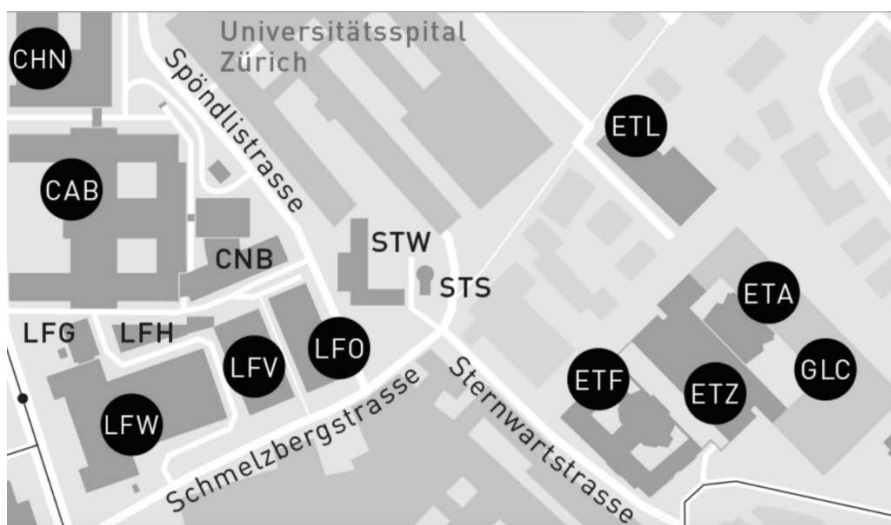 Universitätsspital
Zürich
CHN
Spöndlistrasse
ETL
CAB
STW
CNB
STS
ETA
LFG
LFH
LFV
LFO
ETF
ETZ
GLC
LFW
Schmelzbergstrasse
Sternwartstrasse